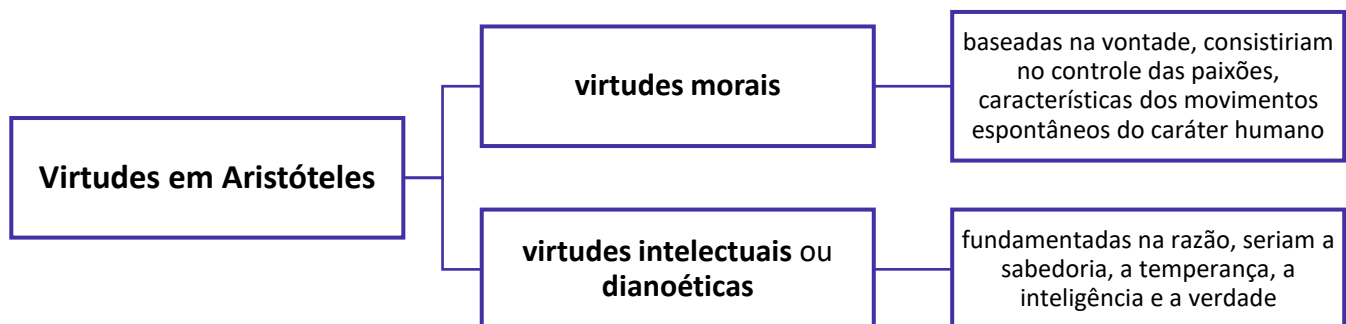 Virtudes em Aristóteles
virtudes morais
baseadas na vontade, consistiriam
no controle das paixões,
características dos movimentos
espontâneos do caráter humano
virtudes intelectuais ou
dianoéticas
fundamentadas na razão, seriam a
sabedoria, a temperança, a
inteligência e a verdade